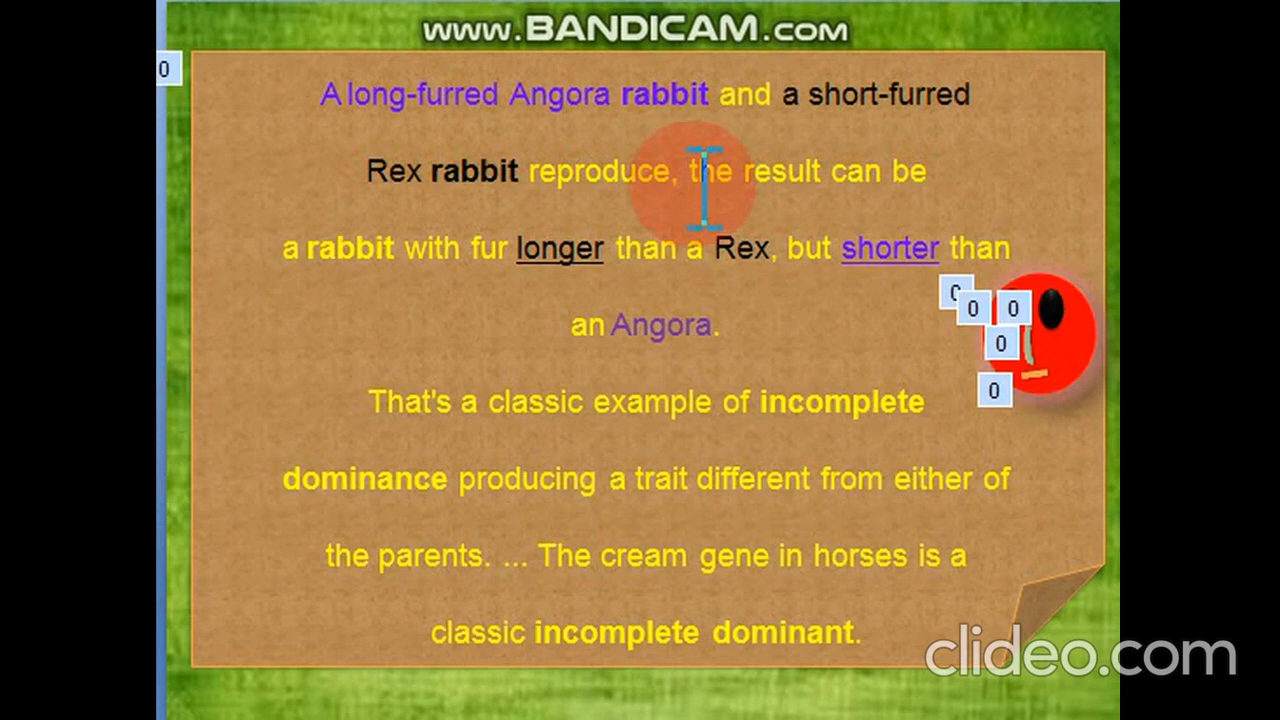 www.BANDICAM.com
0
A long-furred Angora rabbit and a short-furred
Rex rabbit reproduce, the result can be
a rabbit with fur longer than a Rex, but shorter than
an Angora.
0
0
0
0
0
That's a classic example of incomplete
dominance producing a trait different from either of
the parents. ... The cream gene in horses is a
classic incomplete dominant.
clideo.com